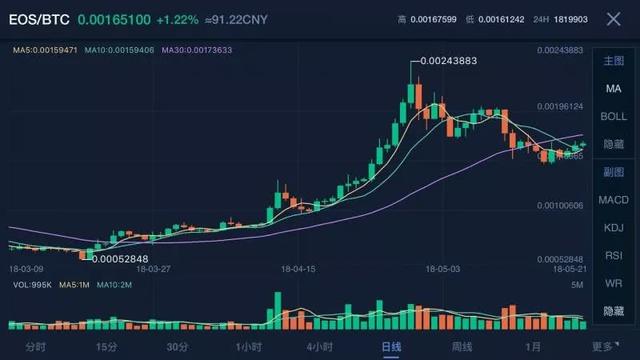 EOS/BTC 0.00165100 +1.22% ≈91.22CNY 高 0.00167599 低 0.00161242 24H 1819903
MA5:0.00159471 MA10:0.00159406 MA30:0.00173633
0.00243883
0.00243883
主图
MA
0.00196124
BOLL
隐藏
副图
MACD
0.00100606
KDJ
0.00052848
0.00052848
RSI
18-03-09 18-03-27 18-04-15 18-05-03 18-05-21
VOL:995K MA5:1M MA10:2M
5M
WR
隐藏
分时 15分 30分 1小时 4小时 日线 周线 1月 更多